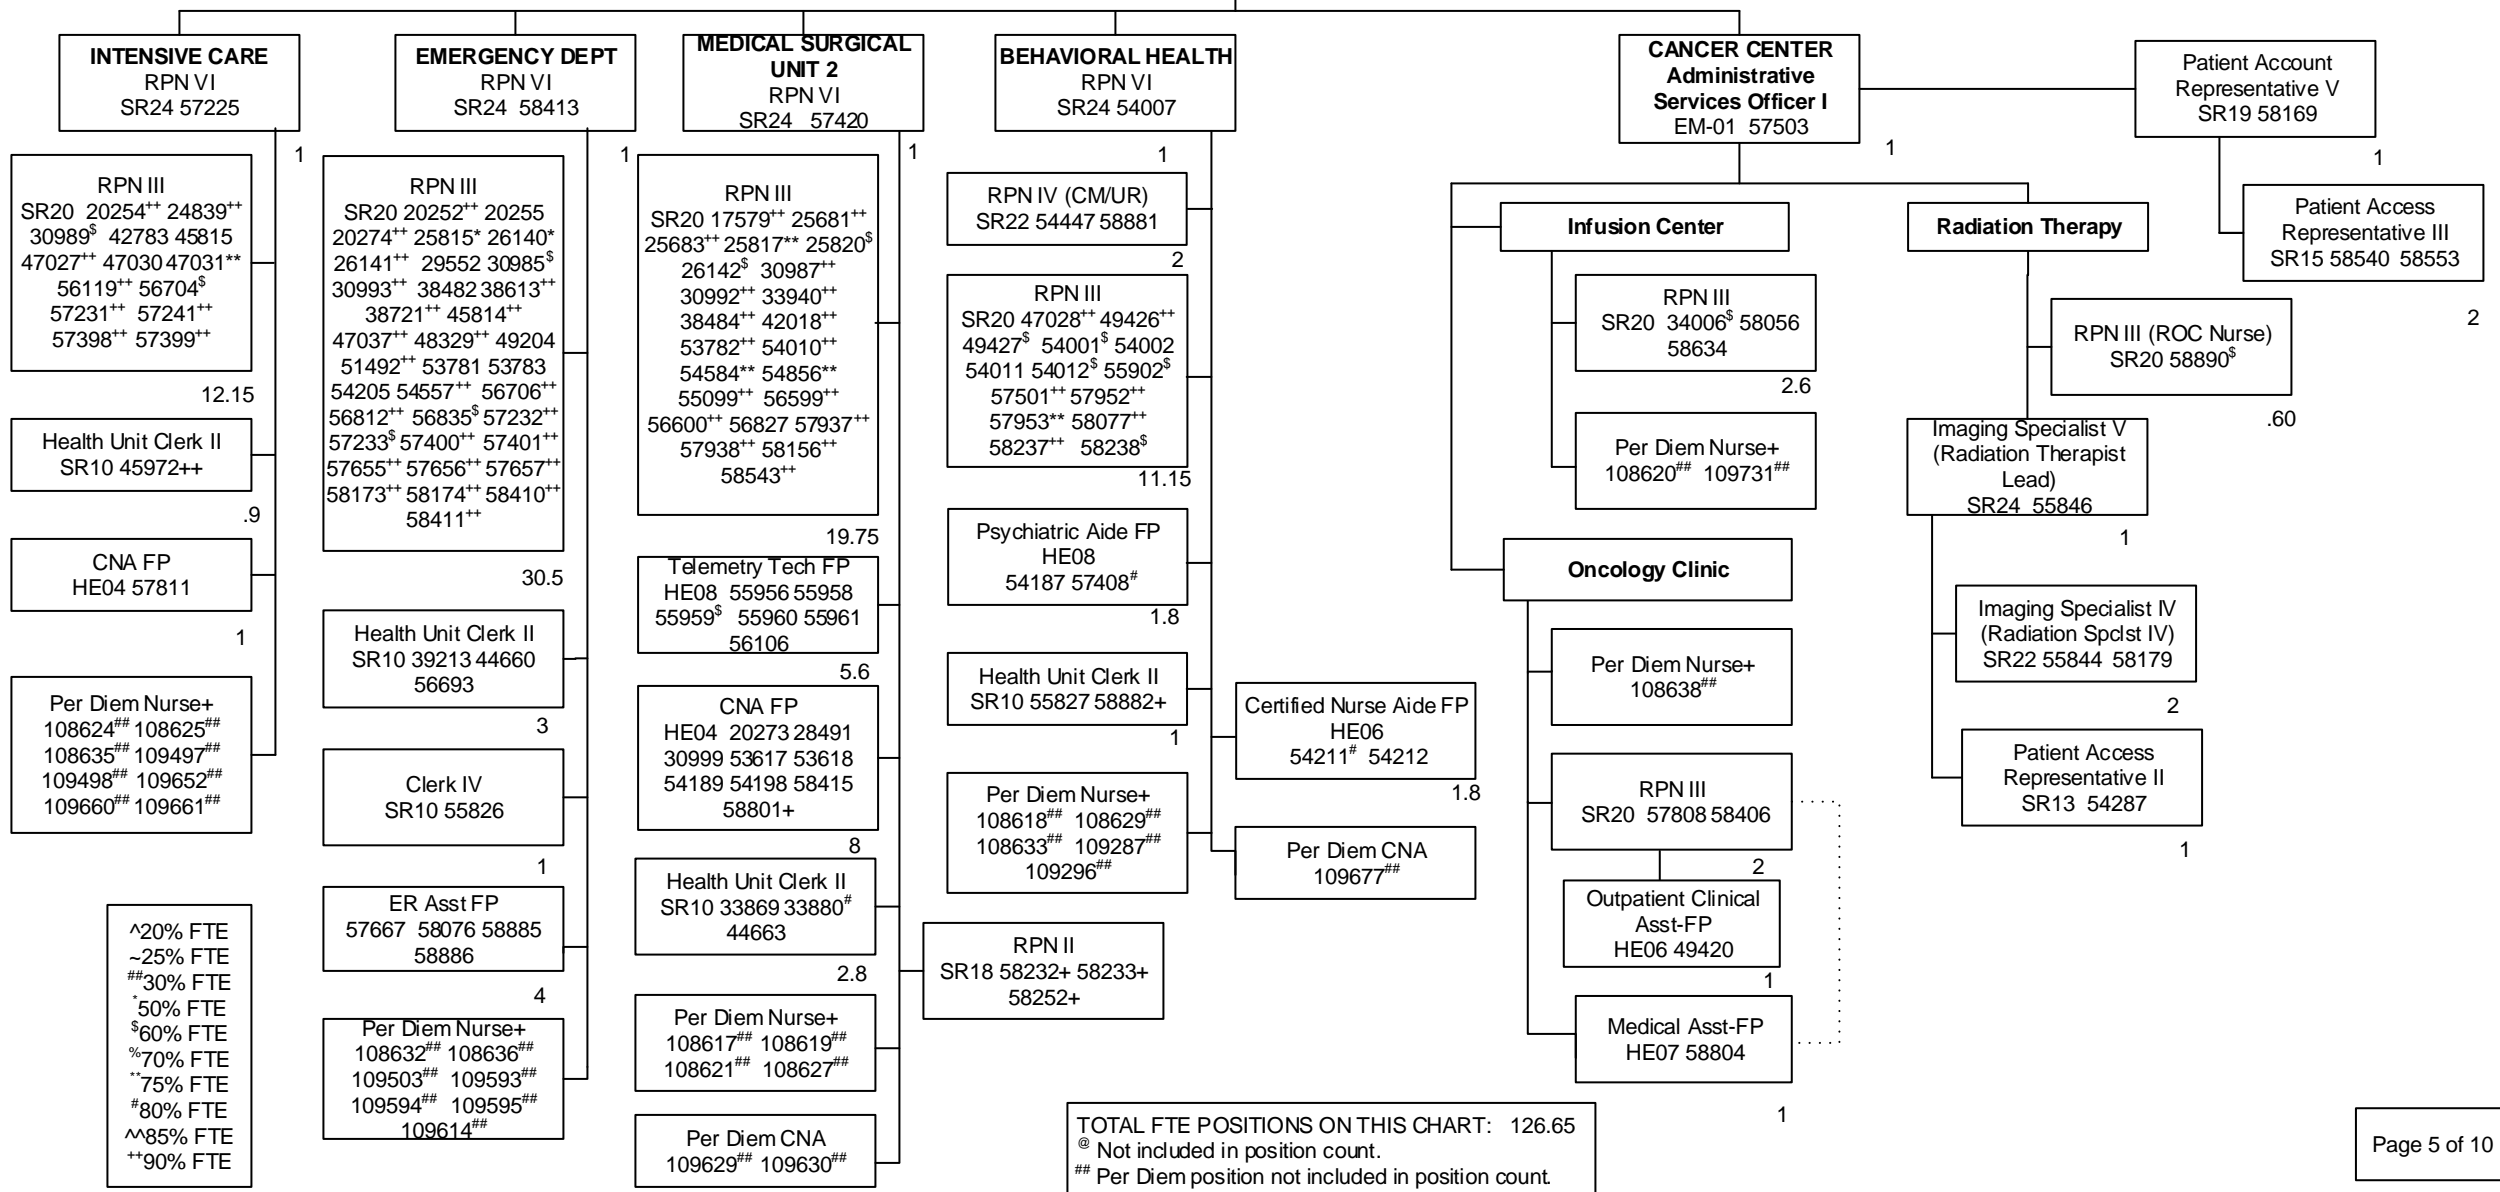 INTENSIVE CARE
RPN VI
SR24 57225
1
RPN III
SR20 20254++ 24839++
30989$ 42783 45815
47027++ 47030 47031**
56119++ 56704$
57231++ 57241++
57398++ 57399++
12.15
Health Unit Clerk II
SR10 45972++
.9
CNA FP
HE04 57811
1
Per Diem Nurse+
108624## 108625##
108635## 109497##
109498## 109652##
109660## 109661##
^20% FTE
~25% FTE
##30% FTE
*50% FTE
$60% FTE
%70% FTE
**75% FTE
#80% FTE
^^85% FTE
++90% FTE
EMERGENCY DEPT
RPN VI
SR24 58413
1
RPN III
SR20 20252++ 20255
20274++ 25815* 26140*
26141++ 29552 30985$
30993++ 38482 38613++
38721++ 45814++
47037++ 48329++ 49204
51492++ 53781 53783
54205 54557++ 56706++
56812++ 56835$ 57232++
57233$ 57400++ 57401++
57655++ 57656++ 57657++
58173++ 58174++ 58410++
58411++
30.5
Health Unit Clerk II
SR10 39213 44660
56693
3
Clerk IV
SR10 55826
1
ER Asst FP
57667 58076 58885
58886
4
Per Diem Nurse+
108632## 108636##
109503## 109593##
109594## 109595##
109614##
MEDICAL SURGICAL
UNIT 2
RPN VI
SR24 57420
1
RPN III
SR20 17579++ 25681++
25683++ 25817** 25820$
26142$ 30987++
30992++ 33940++
38484++ 42018++
53782++ 54010++
54584** 54856**
55099++ 56599++
56600++ 56827 57937++
57938++ 58156++
58543++
19.75
Telemetry Tech FP
HE08 55956 55958
55959$ 55960 55961
56106
5.6
CNA FP
HE04 20273 28491
30999 53617 53618
54189 54198 58415
58801+
8
Health Unit Clerk II
SR10 33869 33880#
44663
2.8
RPN II
SR18 58232+ 58233+
58252+
Per Diem Nurse+
108617## 108619##
108621## 108627##
Per Diem CNA
109629## 109630##
BEHAVIORAL HEALTH
RPN VI
SR24 54007
1
RPN IV (CM/UR)
SR22 54447 58881
2
RPN III
SR20 47028++ 49426++
49427$ 54001$ 54002
54011 54012$ 55902$
57501++ 57952++
57953** 58077++
58237++ 58238$
11.15
Psychiatric Aide FP
HE08
54187 57408#
1.8
Health Unit Clerk II
SR10 55827 58882+
1
Certified Nurse Aide FP
HE06
54211# 54212
1.8
Per Diem Nurse+
108618## 108629##
108633## 109287##
109296##
Per Diem CNA
109677##
CANCER CENTER
Administrative
Services Officer I
EM-01 57503
1
Patient Account
Representative V
SR19 58169
1
Patient Access
Representative III
SR15 58540 58553
2
Infusion Center
RPN III
SR20 34006$ 58056
58634
2.6
Per Diem Nurse+
108620## 109731##
Oncology Clinic
Per Diem Nurse+
108638##
RPN III
SR20 57808 58406
2
Outpatient Clinical
Asst-FP
HE06 49420
1
Medical Asst-FP
HE07 58804
1
Radiation Therapy
RPN III (ROC Nurse)
SR20 58890$
.60
Imaging Specialist V
(Radiation Therapist
Lead)
SR24 55846
1
Imaging Specialist IV
(Radiation Spclst IV)
SR22 55844 58179
2
Patient Access
Representative II
SR13 54287
1
TOTAL FTE POSITIONS ON THIS CHART: 126.65
@ Not included in position count.
## Per Diem position not included in position count.
Page 5 of 10